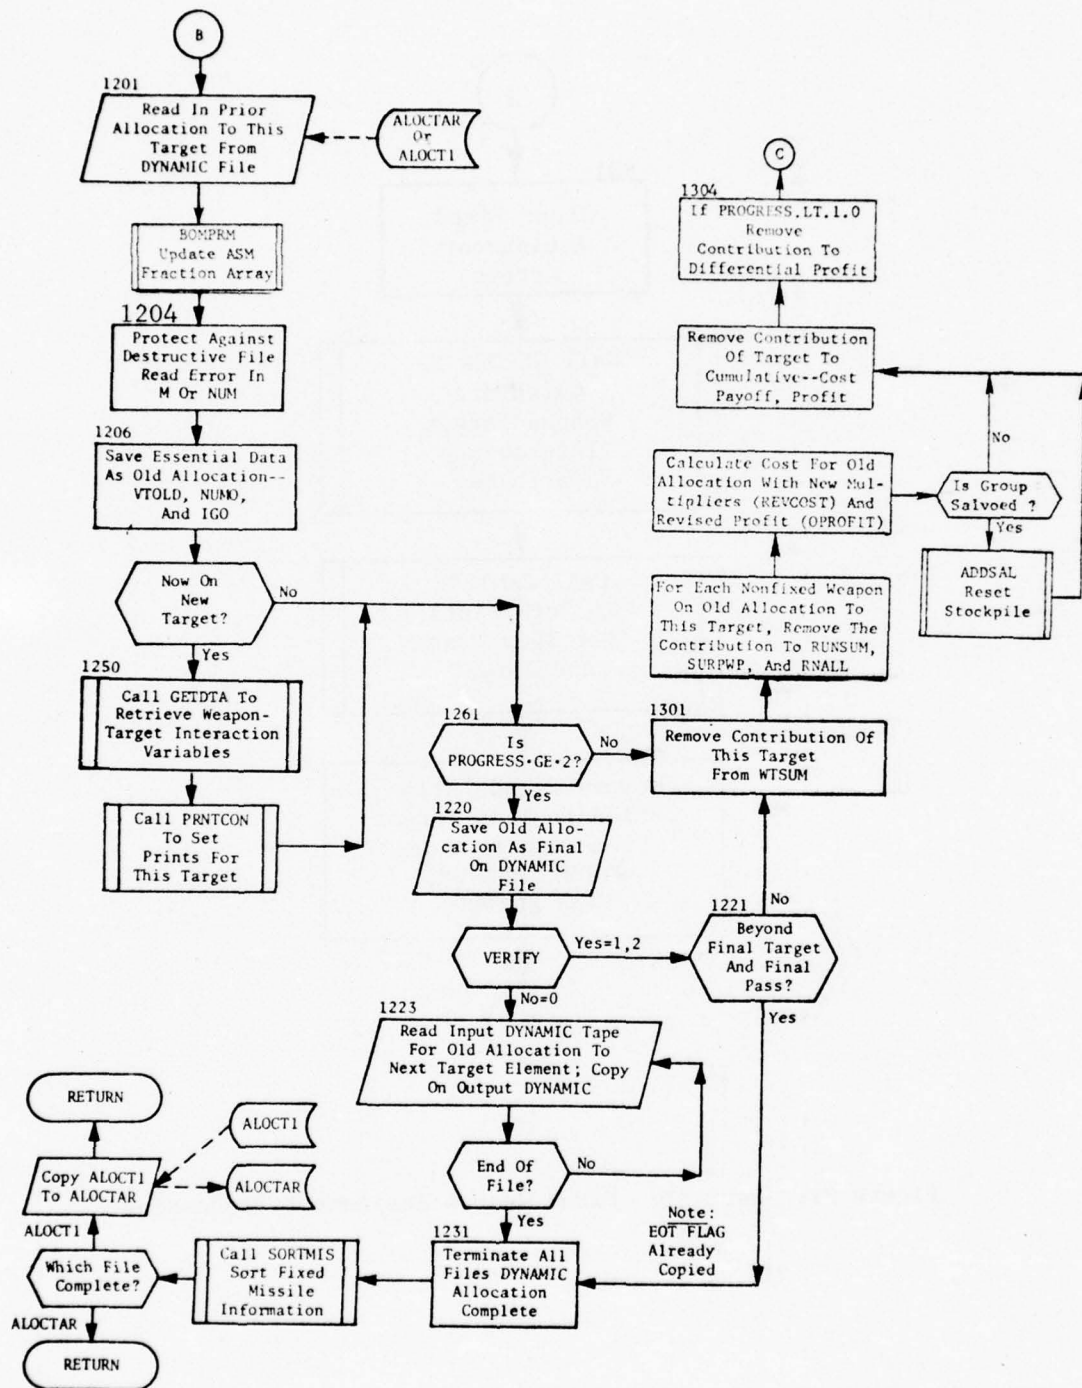 B
1201
Read In Prior
Allocation To This
Target From
DYNAMIC File
ALOCTAR
Or
ALOCT1
BOMPRM
Update ASM
Fraction Array
1204
Protect Against
Destructive File
Read Error In
M Or NUM
1206
Save Essential Data
As Old Allocation--
VTOLD, NUMO,
And IGO
Now On
New
Target?
No
Yes
1250
Call GETDTA To
Retrieve Weapon-
Target Interaction
Variables
Call PRNTCON
To Set
Prints For
This Target
C
1304
If PROGRESS.LT.1.0
Remove
Contribution To
Differential Profit
Remove Contribution
Of Target To
Cumulative--Cost
Payoff, Profit
No
Calculate Cost For Old
Allocation With New Mul-
tipliers (REVCOST) And
Revised Profit (OPROFIT)
Is Group
Salvoed ?
Yes
ADDSAL
Reset
Stockpile
For Each Nonfixed Weapon
On Old Allocation To
This Target, Remove The
Contribution To RUNSUM,
SURPWP, And RNALL
1301
Remove Contribution Of
This Target
From WTSUM
1261
Is
PROGRESS.GE.2?
No
Yes
1220
Save Old Allo-
cation As Final
On DYNAMIC
File
VERIFY
Yes=1,2
No=0
1221
No
Beyond
Final Target
And Final
Pass?
Yes
1223
Read Input DYNAMIC Tape
For Old Allocation To
Next Target Element; Copy
On Output DYNAMIC
End Of
File?
No
Yes
Note:
EOT FLAG
Already
Copied
1231
Terminate All
Files DYNAMIC
Allocation
Complete
Call SORTMIS
Sort Fixed
Missile
Information
Which File
Complete?
ALOCT1
Copy ALOCT1
To ALOCTAR
ALOCT1
ALOCTAR
RETURN
ALOCTAR
RETURN